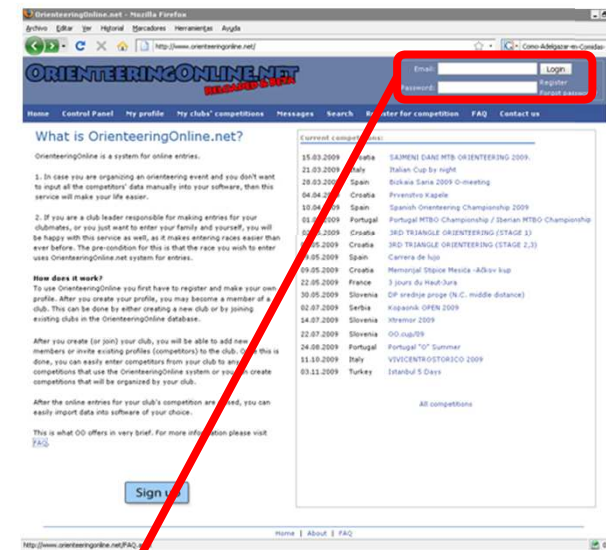 OrienteeringOnline.net - Mozilla Firefox
Archivo Editar Ver Historial Marcadores Herramientas Ayuda
http://www.orienteeringonline.net/
Como-Adelgazar-en-Comidas-
ORIENTEERINGONLINE.NET
RELOADED & BETA
Email:
Login
Password:
Register
Forgot password
Home Control Panel My profile My clubs' competitions Messages Search for competition FAQ Contact us
What is OrienteeringOnline.net?
OrienteeringOnline is a system for online entries.
1. In case you are organizing an orienteering event and you don't want
to input all the competitors' data manually into your software, then this
service will make your life easier.
2. If you are a club leader responsible for making entries for your
clubmates, or you just want to enter your family and yourself, you will
be happy with this service as well, as it makes entering races easier than
ever before. The pre-condition for this is that the race you wish to enter
uses OrienteeringOnline.net system for entries.
How does it work?
To use OrienteeringOnline you first have to register and make your own
profile. After you create your profile, you may become a member of a
club. This can be done by either creating a new club or by joining
existing clubs in the OrienteeringOnline database.
After you create (or join) your club, you will be able to add new
members or invite existing profiles (competitors) to the club. this is
done, you can easily enter competitors from your club to any
competitions that use the OrienteeringOnline system or you can create
competitions that will be organized by your club.
After the online entries for your club's competition are closed, you can
easily import data into software of your choice.
This is what OO offers in very brief. For more information please visit
FAQ.
Sign up
Current competitions:
15.03.2009 Croatia SAJMENI DANI MTB ORIENTEERING 2009.
21.03.2009 Italy Italian Cup by night
28.03.2009 Spain Bizkaia Saria 2009 O-meeting
04.04.2009 Croatia Prvenstvo Kapele
10.04.2009 Spain Spanish Orienteering Championship 2009
01.0 2009 Portugal Portugal MTBO Championship / Iberian MTBO Championship
02. 2009 Croatia 3RD TRIANGLE ORIENTEERING (STAGE 1)
05.2009 Croatia 3RD TRIANGLE ORIENTEERING (STAGE 2,3)
05.2009 Spain Carrera de lujo
09.05.2009 Croatia Memorijal Stipice Mesića -Ačkov kup
22.05.2009 France 3 jours du Haut-Jura
30.05.2009 Slovenia DP srednje proge (N.C. middle distance)
02.07.2009 Serbia Kopaonik OPEN 2009
14.07.2009 Slovenia Xtremor 2009
22.07.2009 Slovenia OO.cup/09
24.08.2009 Portugal Portugal "O" Summer
11.10.2009 Italy VIVICENTROSTORICO 2009
03.11.2009 Turkey Istanbul 5 Days
All competitions
Home | About | FAQ
http://www.orienteeringonline.net/FAQ.a